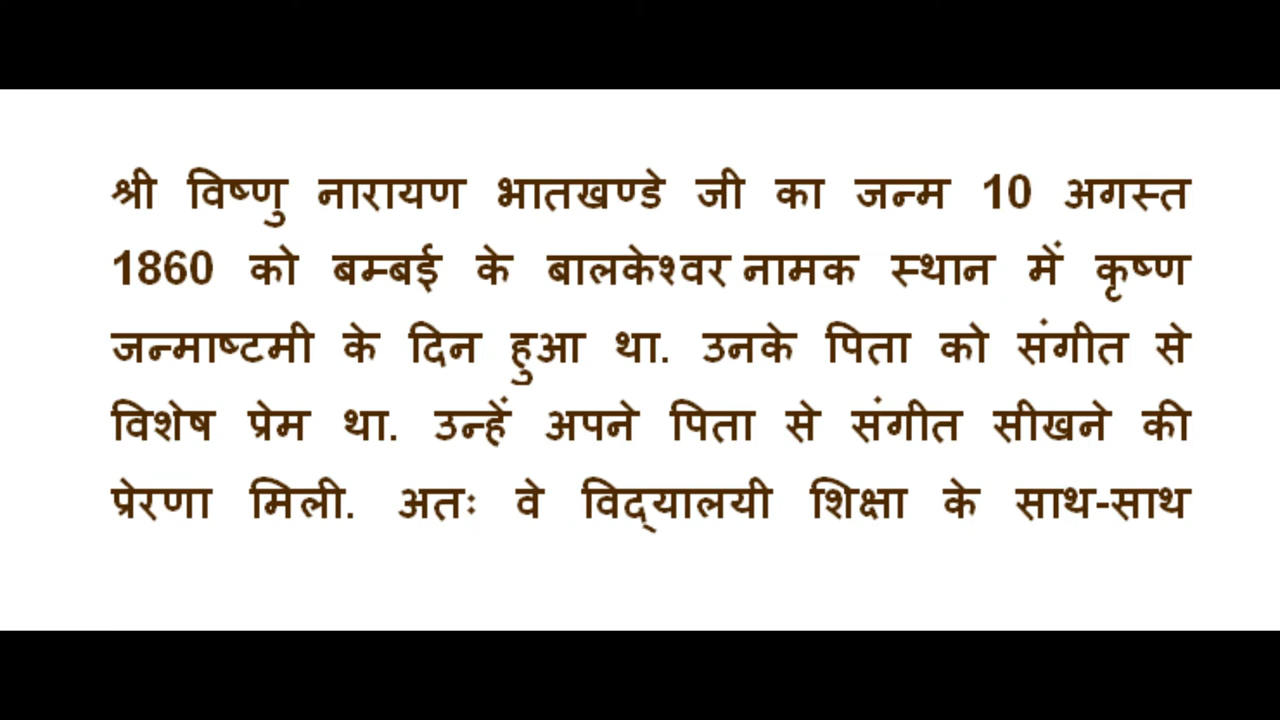 श्री विष्णु नारायण भातखण्डे जी का जन्म 10 अगस्त
1860 को बम्बई के बालकेश्वर नामक स्थान में कृष्ण
जन्माष्टमी के दिन हुआ था. उनके पिता को संगीत से
विशेष प्रेम था. उन्हें अपने पिता से संगीत सीखने की
प्रेरणा मिली. अतः वे विद्यालयी शिक्षा के साथ-साथ